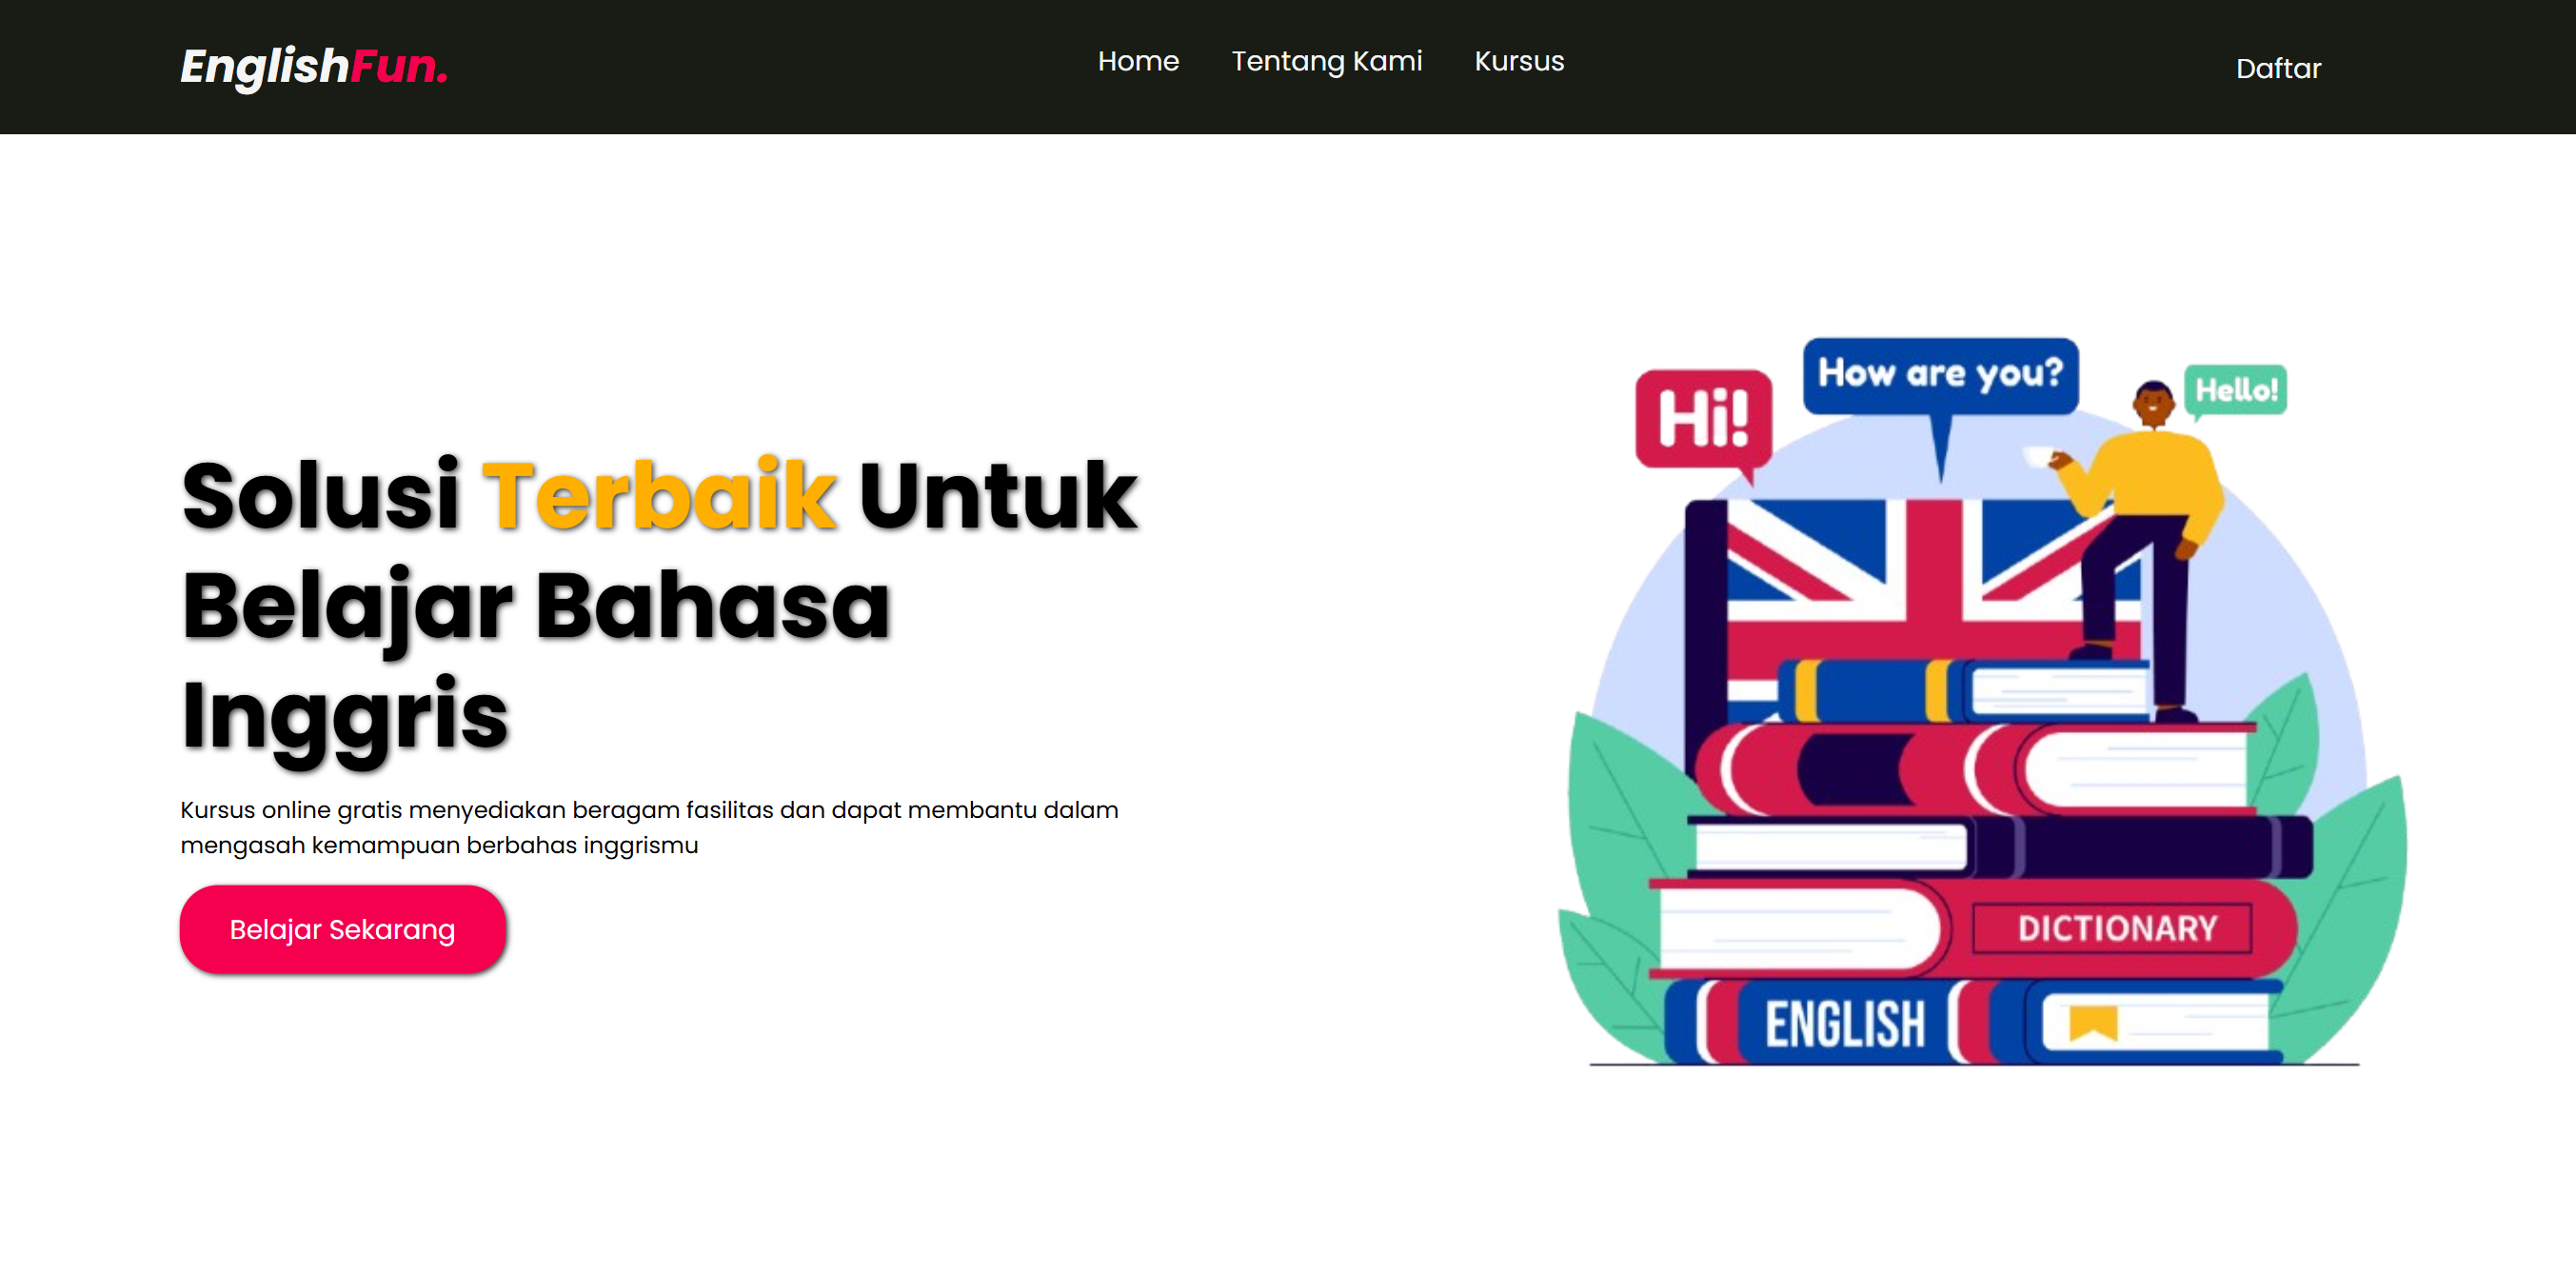 EnglishFun.
Home Tentang Kami Kursus
Daftar
Hi!
How are you?
Hello!
Solusi Terbaik Untuk
Belajar Bahasa
Inggris
Kursus online gratis menyediakan beragam fasilitas dan dapat membantu dalam
mengasah kemampuan berbahas inggrismu
Belajar Sekarang
DICTIONARY
ENGLISH